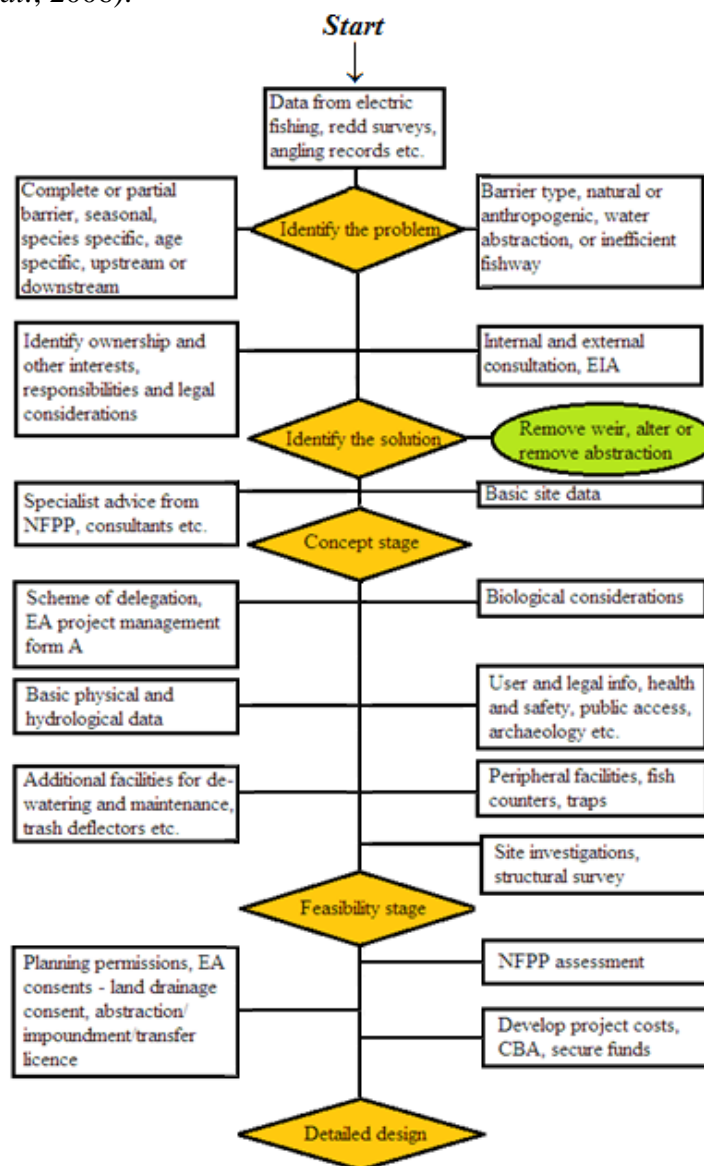 al., 2008).
Start
Data from electric
fishing, redd surveys,
angling records etc.
Complete or partial
barrier, seasonal,
species specific, age
specific, upstream or
downstream
Identify the problem
Barrier type, natural or
anthropogenic, water
abstraction, or inefficient
fishway
Identify ownership and
other interests,
responsibilities and legal
considerations
Internal and external
consultation, EIA
Identify the solution
Remove weir, alter or
remove abstraction
Specialist advice from
NFPP, consultants etc.
Basic site data
Concept stage
Scheme of delegation,
EA project management
form A
Biological considerations
Basic physical and
hydrological data
User and legal info, health
and safety, public access,
archaeology etc.
Additional facilities for de-
watering and maintenance,
trash deflectors etc.
Peripheral facilities, fish
counters, traps
Site investigations,
structural survey
Feasibility stage
Planning permissions, EA
consents - land drainage
consent, abstraction/
impoundment/transfer
licence
NFPP assessment
Develop project costs,
CBA, secure funds
Detailed design